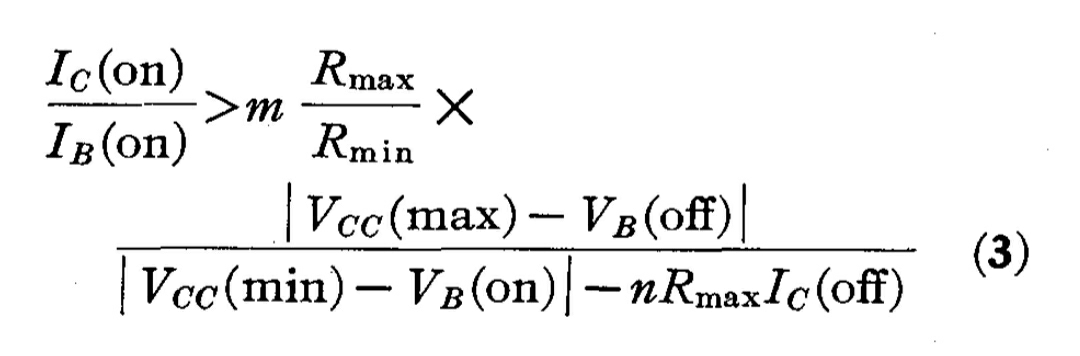 I_C(on)/I_B(on) > m R_max/R_min ×
|V_CC(max) − V_B(off)| / (|V_CC(min) − V_B(on)| − nR_max I_C(off)) (3)